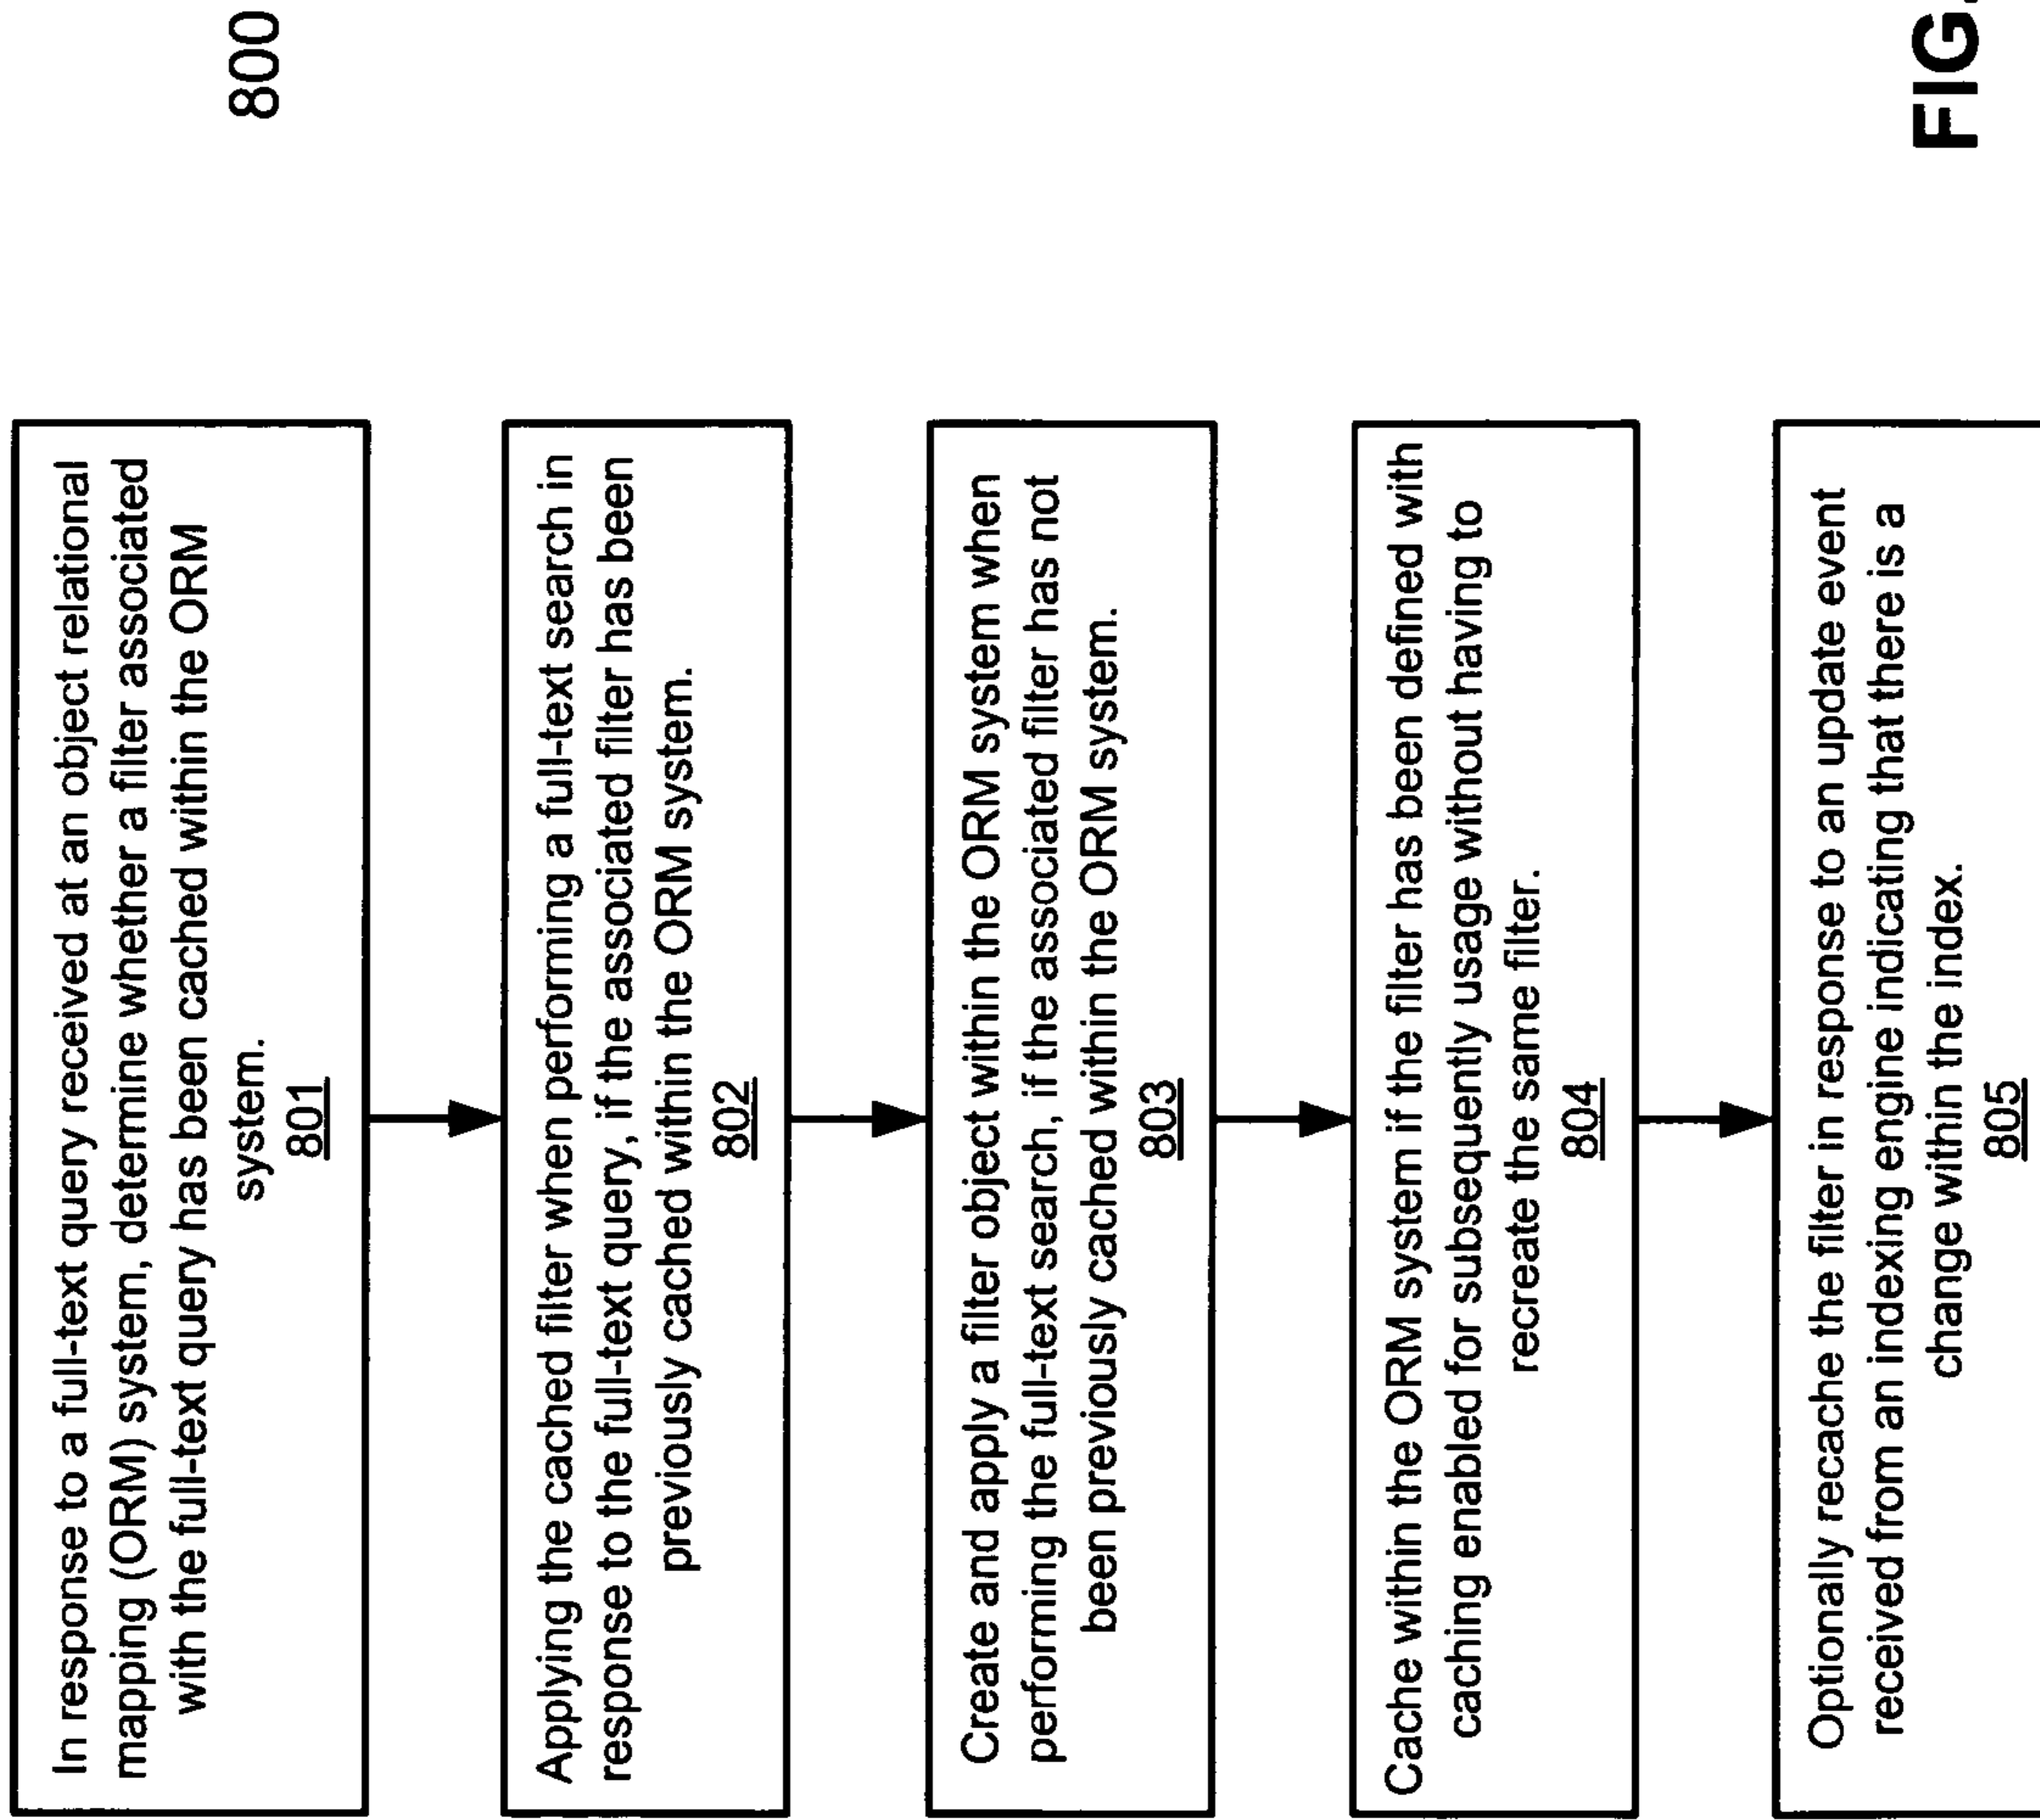 800
In response to a full-text query received at an object relational
mapping (ORM) system, determine whether a filter associated
with the full-text query has been cached within the ORM
system.
801
Applying the cached filter when performing a full-text search in
response to the full-text query, if the associated filter has been
previously cached within the ORM system.
802
Create and apply a filter object within the ORM system when
performing the full-text search, if the associated filter has not
been previously cached within the ORM system.
803
Cache within the ORM system if the filter has been defined with
caching enabled for subsequently usage without having to
recreate the same filter.
804
Optionally recache the filter in response to an update event
received from an indexing engine indicating that there is a
change within the index.
805
FIG.